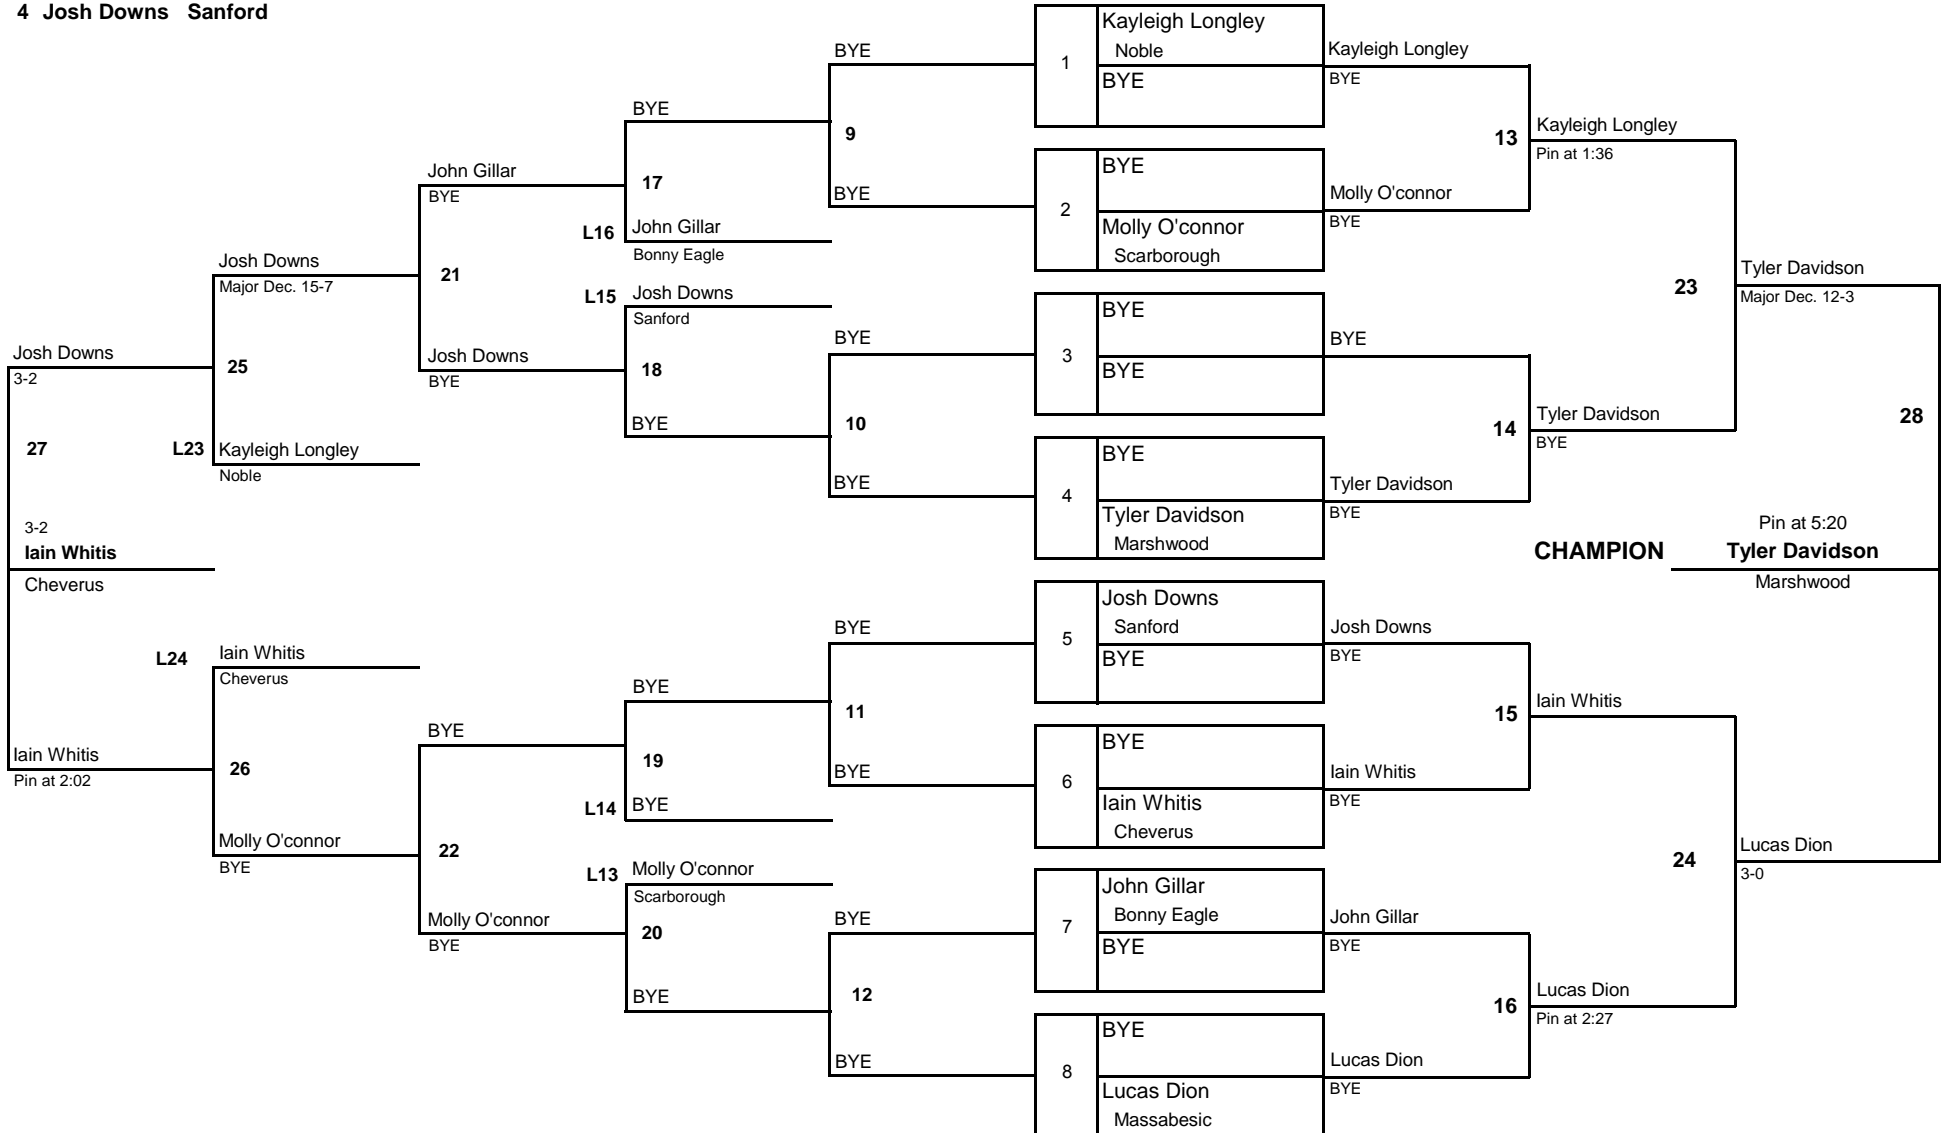 4 Josh Downs Sanford
Kayleigh Longley
BYE
Noble
Kayleigh Longley
1
BYE
BYE
BYE
9
13
Kayleigh Longley
Pin at 1:36
John Gillar
BYE
17
BYE
2
BYE
Molly O'connor
BYE
Molly O'connor
Scarborough
L16
John Gillar
Bonny Eagle
Josh Downs
Major Dec. 15-7
21
Tyler Davidson
Major Dec. 12-3
23
L15
Josh Downs
Sanford
BYE
BYE
BYE
3
BYE
Josh Downs
3-2
25
Josh Downs
BYE
18
BYE
10
14
Tyler Davidson
BYE
28
27
L23
Kayleigh Longley
Noble
BYE
4
BYE
Tyler Davidson
BYE
Tyler Davidson
Marshwood
3-2
Iain Whitis
Cheverus
Pin at 5:20
CHAMPION
Tyler Davidson
Marshwood
Josh Downs
Sanford
5
BYE
BYE
Josh Downs
BYE
L24
Iain Whitis
Cheverus
BYE
11
15
Iain Whitis
BYE
Iain Whitis
Pin at 2:02
26
19
BYE
6
BYE
Iain Whitis
BYE
Iain Whitis
Cheverus
L14
BYE
Molly O'connor
BYE
22
24
Lucas Dion
3-0
L13
Molly O'connor
Scarborough
John Gillar
Bonny Eagle
7
BYE
BYE
John Gillar
BYE
Molly O'connor
BYE
20
BYE
12
16
Lucas Dion
Pin at 2:27
BYE
8
BYE
Lucas Dion
BYE
Lucas Dion
Massabesic